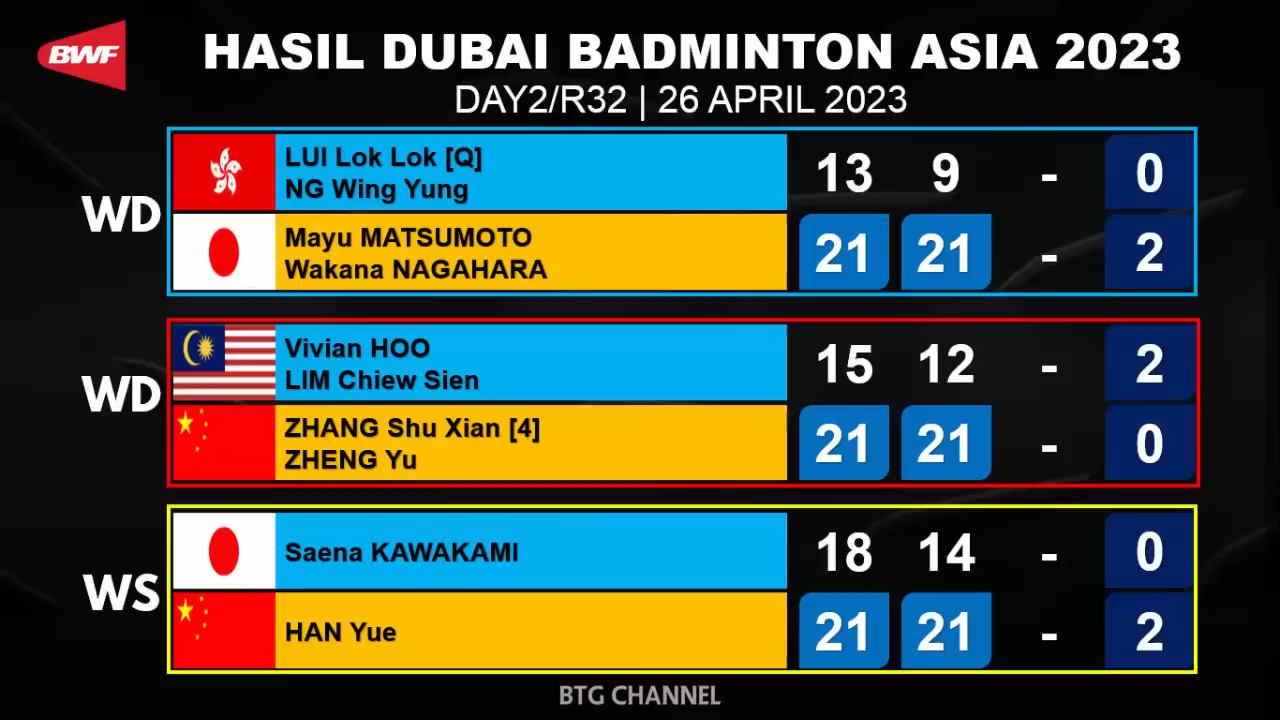 BWF
HASIL DUBAI BADMINTON ASIA 2023
DAY2/R32 | 26 APRIL 2023
WD
LUI Lok Lok [Q]
NG Wing Yung
13 9 - 0
Mayu MATSUMOTO
Wakana NAGAHARA
21 21 - 2
WD
Vivian HOO
LIM Chiew Sien
15 12 - 2
ZHANG Shu Xian [4]
ZHENG Yu
21 21 - 0
WS
Saena KAWAKAMI
18 14 - 0
HAN Yue
21 21 - 2
BTG CHANNEL